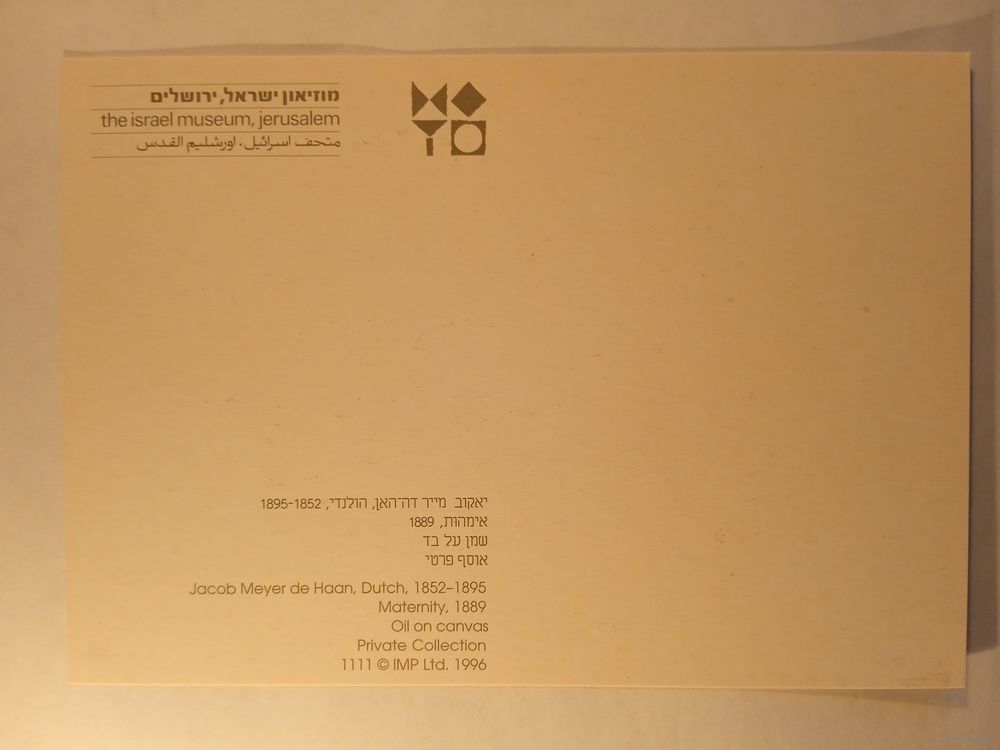 מוזיאון ישראל, ירושלים
the israel museum, jerusalem
متحف اسرائيل، اورشليم القدس
יאקוב מייר דה־האן, הולנדי, 1895-1852
אימהות, 1889
שמן על בד
אוסף פרטי
Jacob Meyer de Haan, Dutch, 1852–1895
Maternity, 1889
Oil on canvas
Private Collection
1111 © IMP Ltd. 1996